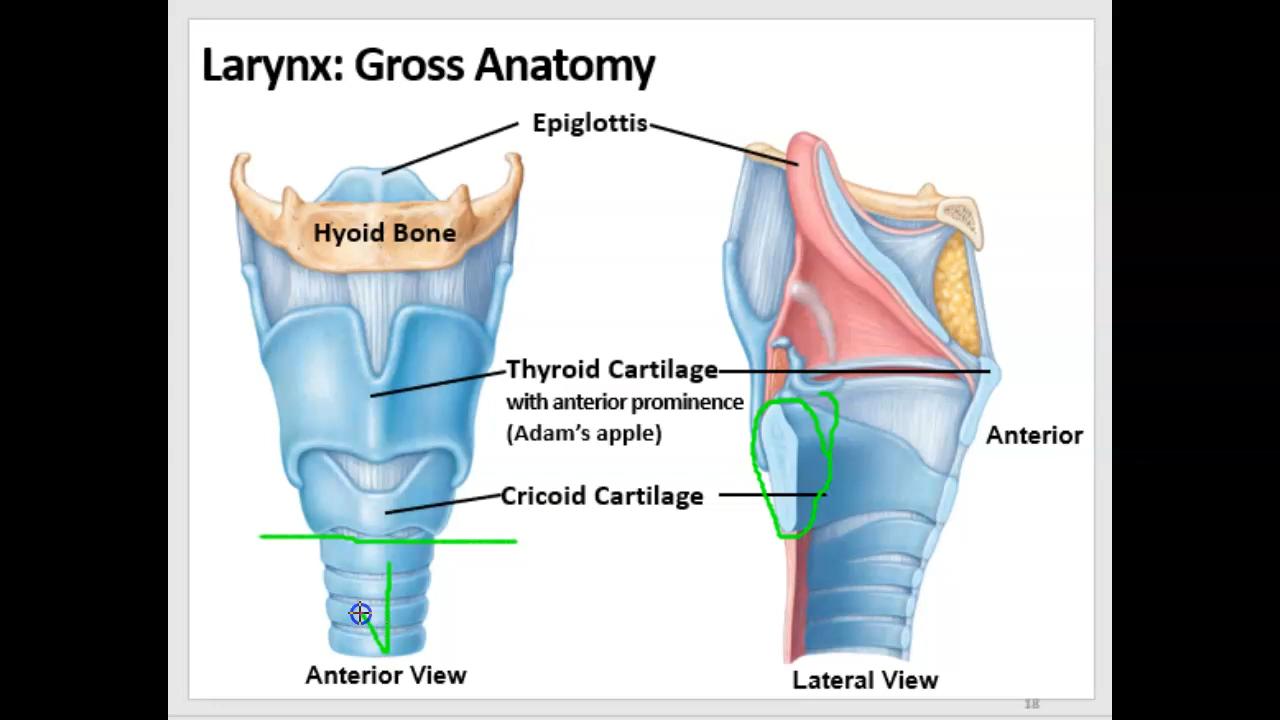 Larynx: Gross Anatomy
Epiglottis
Hyoid Bone
Thyroid Cartilage
with anterior prominence
(Adam's apple)
Anterior
Cricoid Cartilage
Anterior View
Lateral View
18